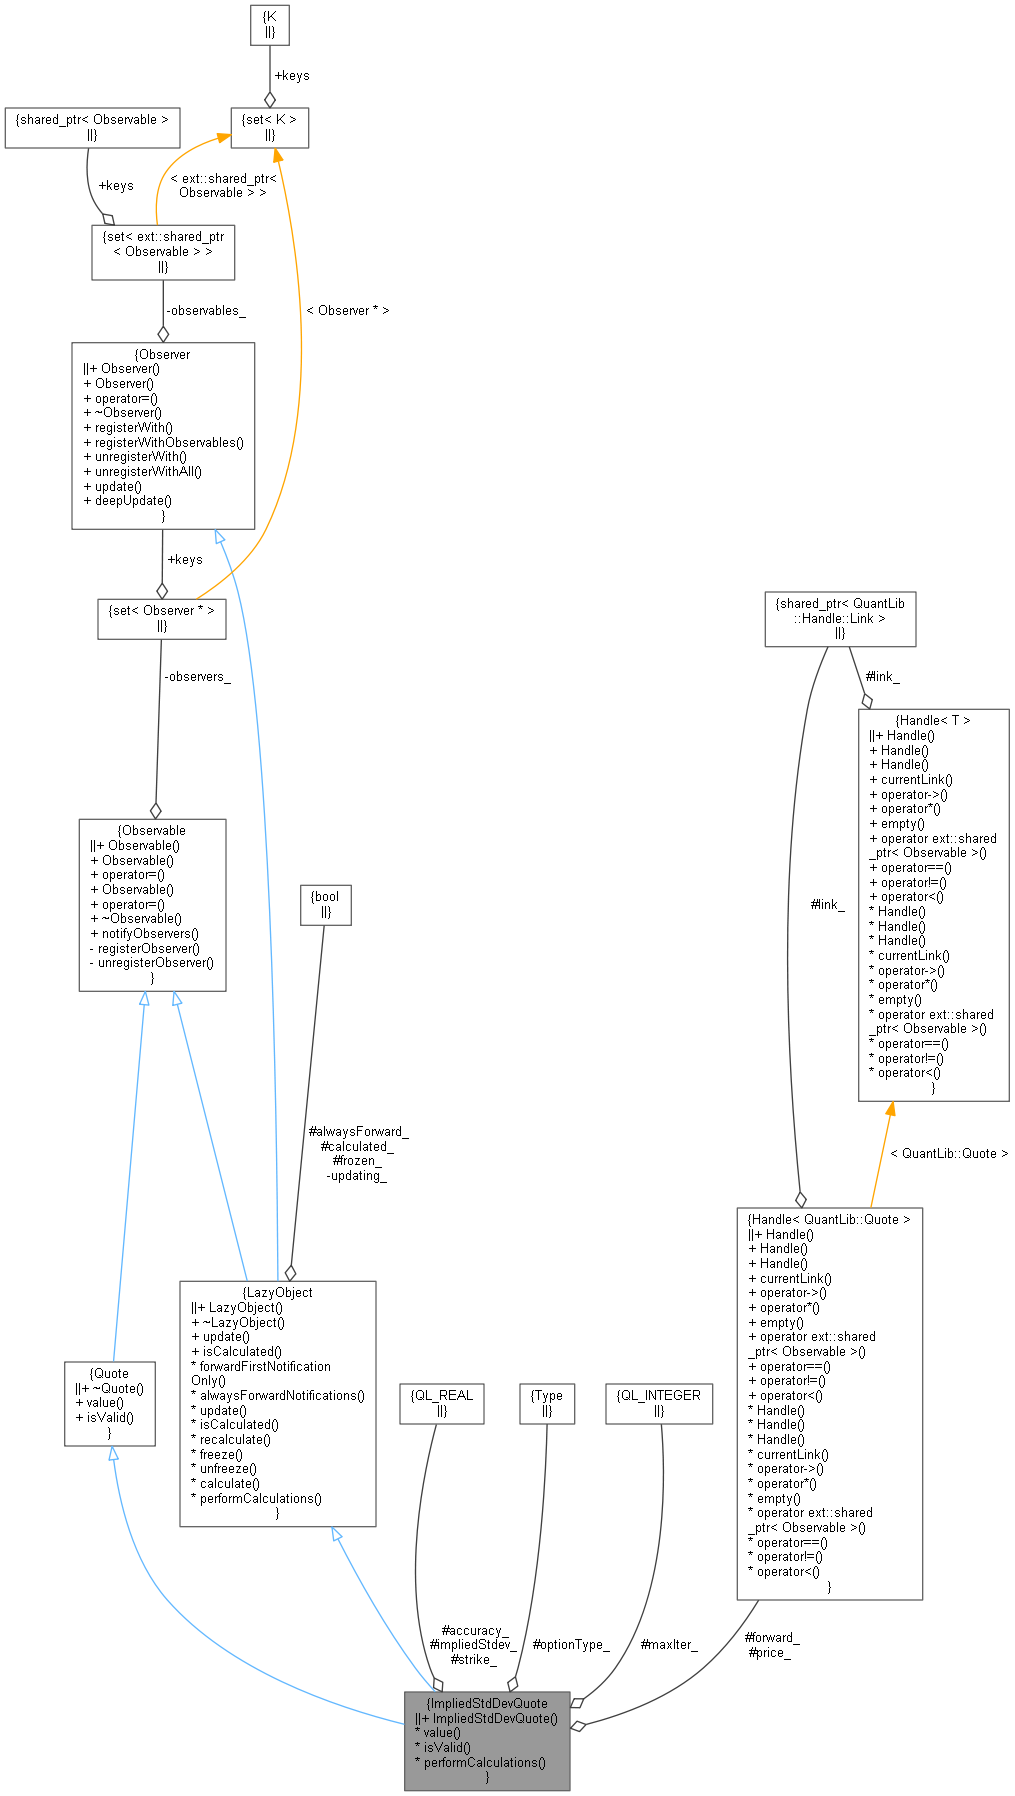 {K
||}
+keys
{shared_ptr< Observable >
||}
{set< K >
||}
+keys
< ext::shared_ptr<
Observable > >
{set< ext::shared_ptr
< Observable > >
||}
-observables_
< Observer * >
{Observer
||+ Observer()
+ Observer()
+ operator=()
+ ~Observer()
+ registerWith()
+ registerWithObservables()
+ unregisterWith()
+ unregisterWithAll()
+ update()
+ deepUpdate()
}
+keys
{set< Observer * >
||}
-observers_
{shared_ptr< QuantLib
::Handle::Link >
||}
#link_
{Handle< T >
||+ Handle()
+ Handle()
+ Handle()
+ currentLink()
+ operator->()
+ operator*()
+ empty()
+ operator ext::shared
_ptr< Observable >()
+ operator==()
+ operator!=()
+ operator<()
* Handle()
* Handle()
* Handle()
* currentLink()
* operator->()
* operator*()
* empty()
* operator ext::shared
_ptr< Observable >()
* operator==()
* operator!=()
* operator<()
}
{Observable
||+ Observable()
+ Observable()
+ operator=()
+ Observable()
+ operator=()
+ ~Observable()
+ notifyObservers()
- registerObserver()
- unregisterObserver()
}
{bool
||}
#link_
#alwaysForward_
#calculated_
#frozen_
-updating_
< QuantLib::Quote >
{Handle< QuantLib::Quote >
||+ Handle()
+ Handle()
+ Handle()
+ currentLink()
+ operator->()
+ operator*()
+ empty()
+ operator ext::shared
_ptr< Observable >()
+ operator==()
+ operator!=()
+ operator<()
* Handle()
* Handle()
* Handle()
* currentLink()
* operator->()
* operator*()
* empty()
* operator ext::shared
_ptr< Observable >()
* operator==()
* operator!=()
* operator<()
}
{LazyObject
||+ LazyObject()
+ ~LazyObject()
+ update()
+ isCalculated()
* forwardFirstNotification
Only()
* alwaysForwardNotifications()
* update()
* isCalculated()
* recalculate()
* freeze()
* unfreeze()
* calculate()
* performCalculations()
}
{Quote
||+ ~Quote()
+ value()
+ isValid()
}
{QL_REAL
||}
{Type
||}
{QL_INTEGER
||}
#accuracy_
#impliedStdev_
#strike_
#optionType_
#maxIter_
#forward_
#price_
{ImpliedStdDevQuote
||+ ImpliedStdDevQuote()
* value()
* isValid()
* performCalculations()
}